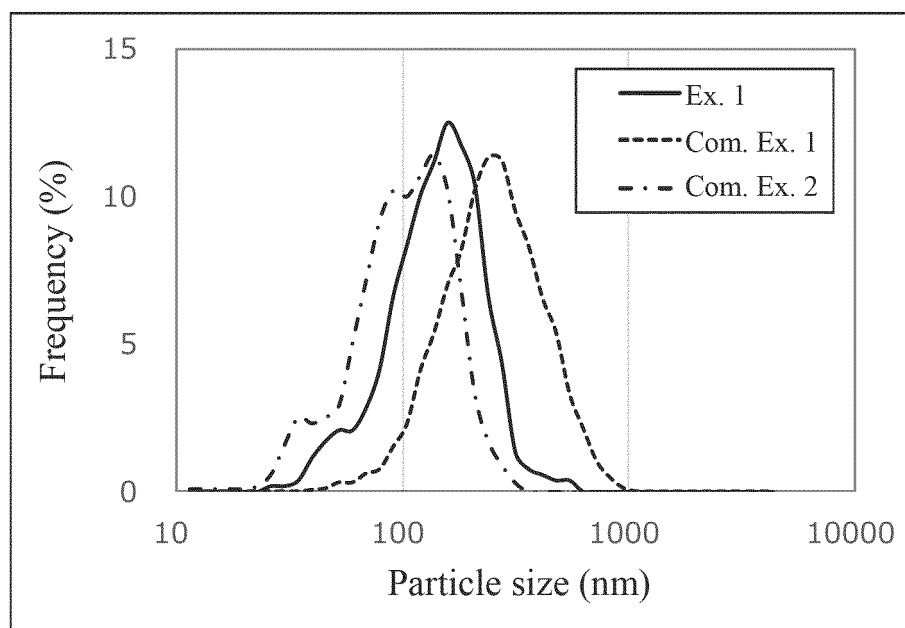 15
10
5
0
Frequency (%)
Ex. 1
Com. Ex. 1
Com. Ex. 2
10
100
1000
10000
Particle size (nm)